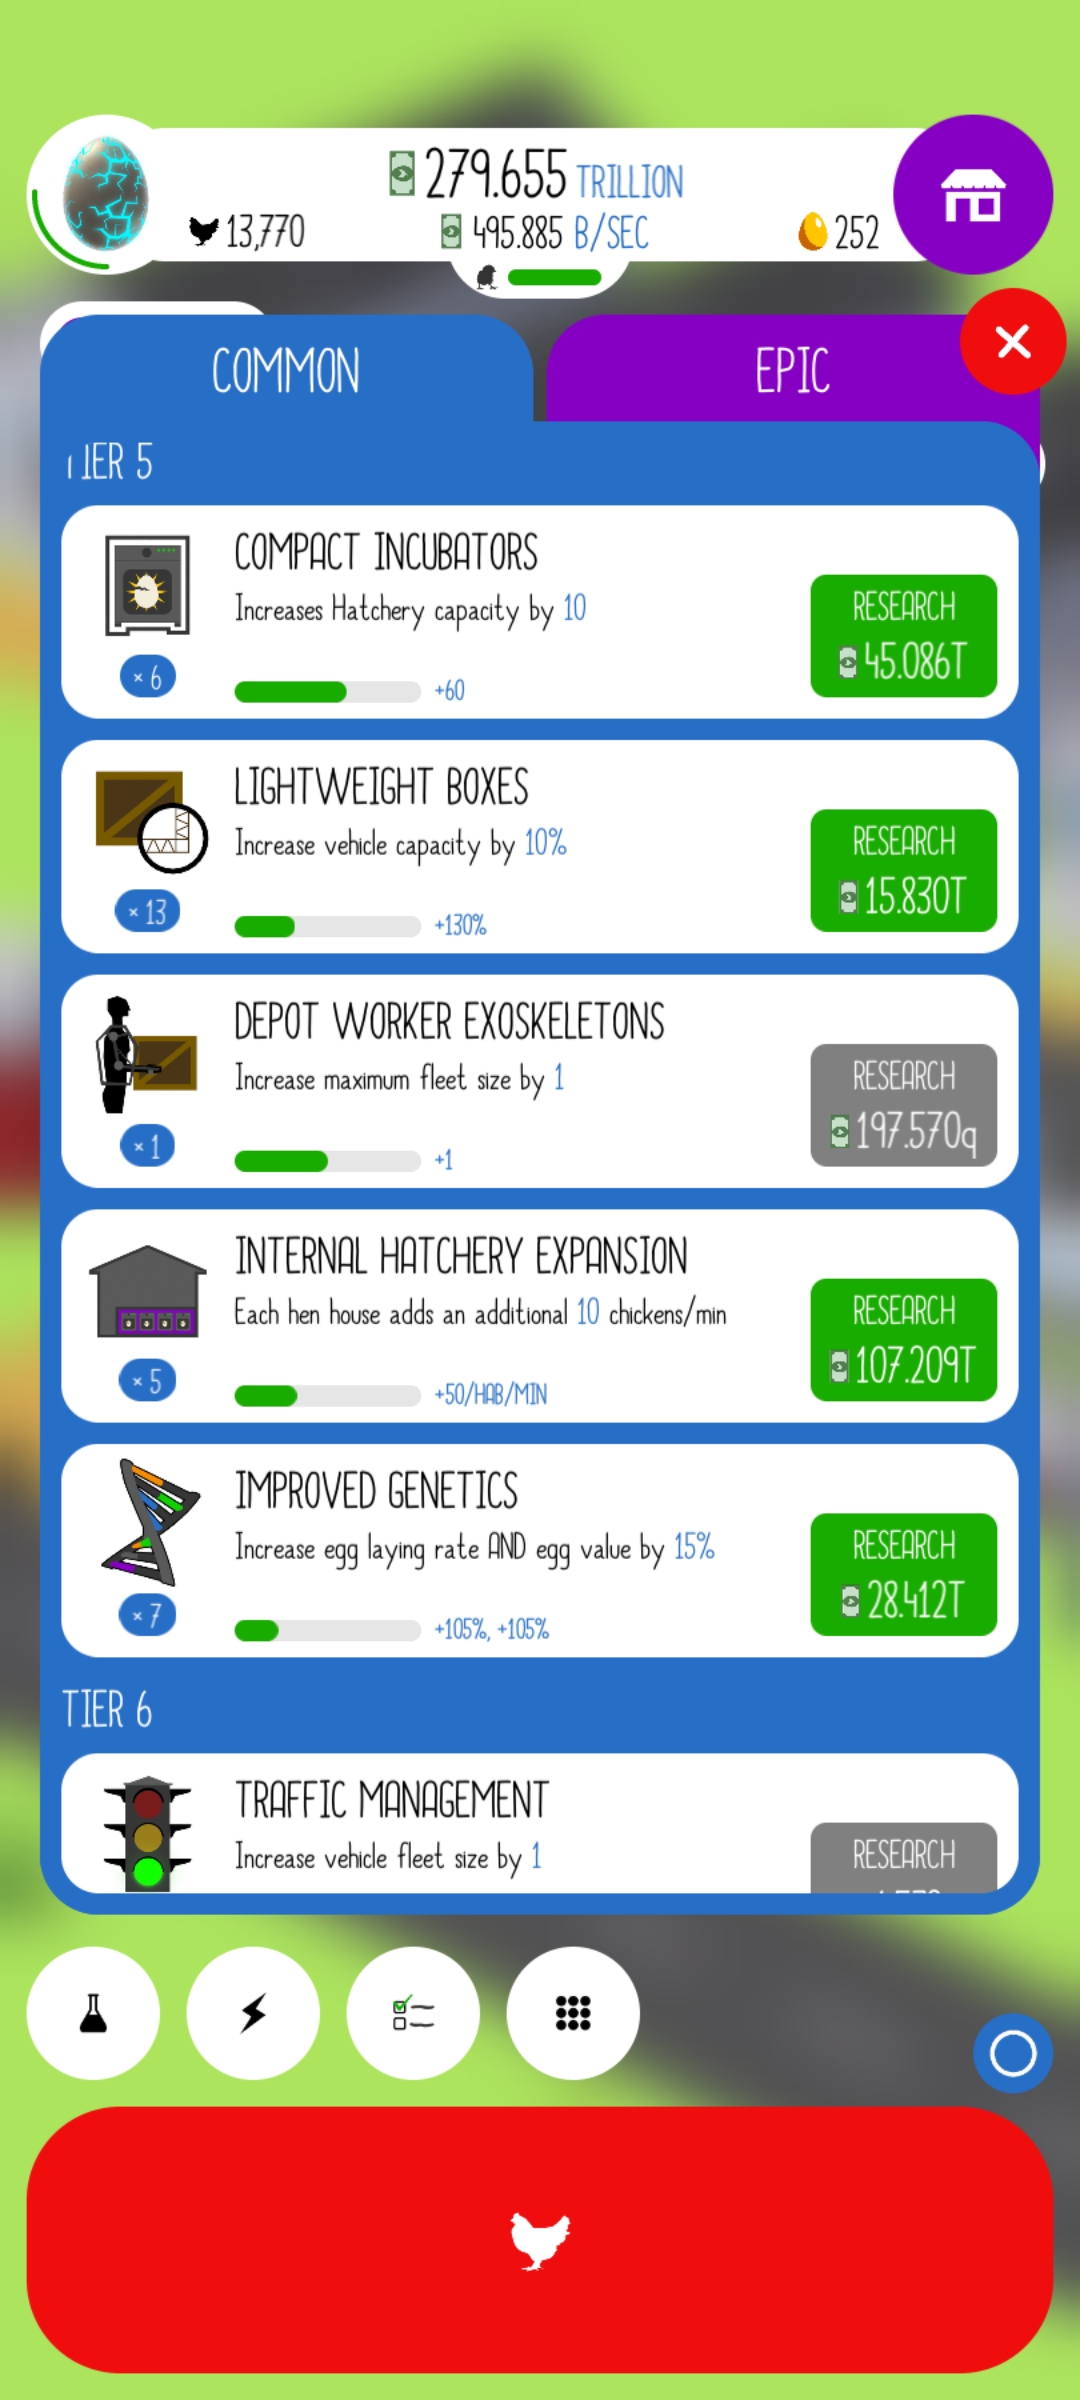 279.655 TRILLION
13,770 495.885 B/SEC 252
COMMON EPIC
TIER 5
COMPACT INCUBATORS
Increases Hatchery capacity by 10
RESEARCH
45.086T
× 6
+60
LIGHTWEIGHT BOXES
Increase vehicle capacity by 10%
RESEARCH
15.830T
× 13
+130%
DEPOT WORKER EXOSKELETONS
Increase maximum fleet size by 1
RESEARCH
197.570q
× 1
+1
INTERNAL HATCHERY EXPANSION
Each hen house adds an additional 10 chickens/min
RESEARCH
107.209T
× 5
+50/HAB/MIN
IMPROVED GENETICS
Increase egg laying rate AND egg value by 15%
RESEARCH
28.412T
× 7
+105%, +105%
TIER 6
TRAFFIC MANAGEMENT
Increase vehicle fleet size by 1
RESEARCH